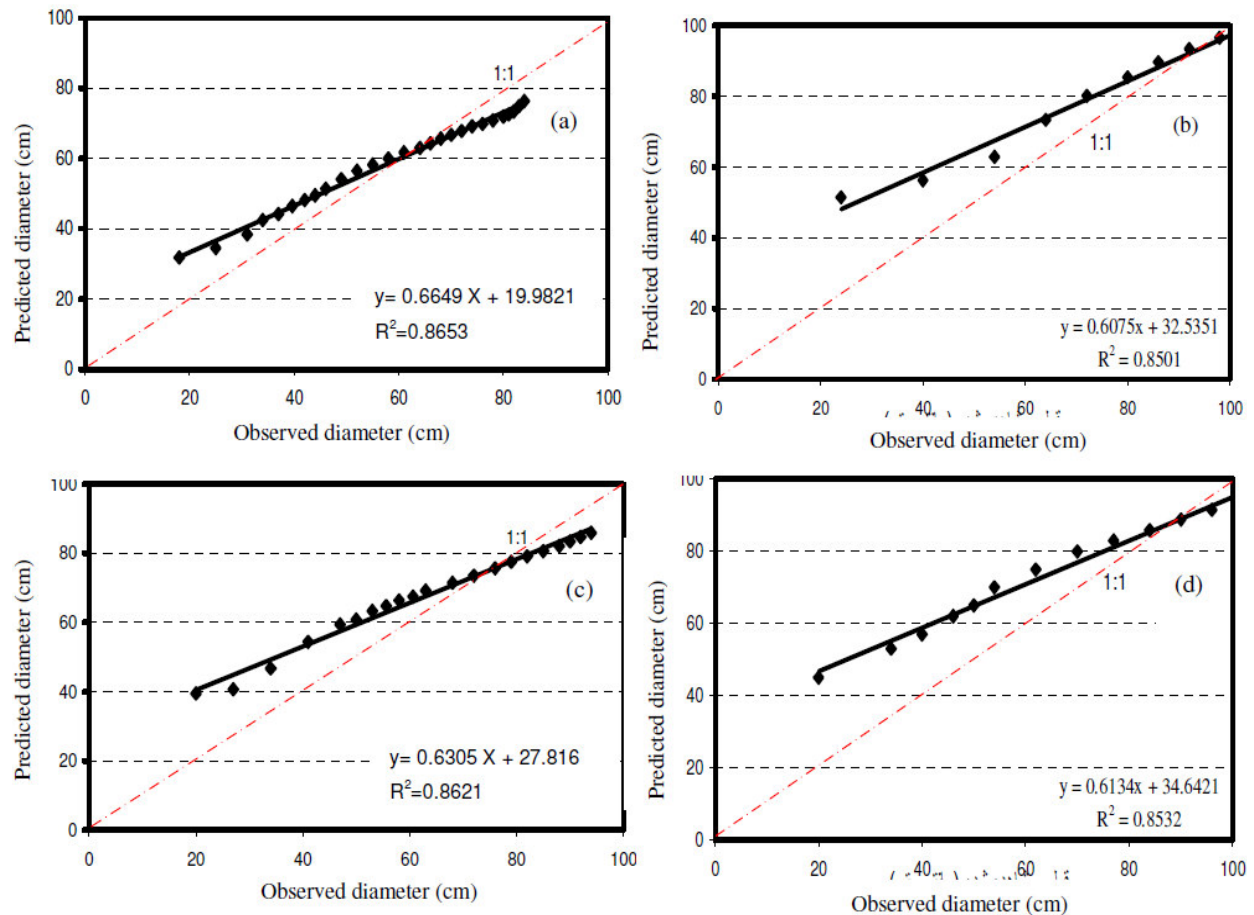 100
80
60
40
20
0
0 20 40 60 80 100
Predicted diameter (cm)
Observed diameter (cm)
1:1
(a)
y= 0.6649 X + 19.9821
R²=0.8653
100
80
60
40
20
0
0 20 40 60 80 100
Predicted diameter (cm)
Observed diameter (cm)
1:1
(b)
y = 0.6075x + 32.5351
R² = 0.8501
100
80
60
40
20
0
0 20 40 60 80 100
Predicted diameter (cm)
Observed diameter (cm)
1:1
(c)
y= 0.6305 X + 27.816
R²=0.8621
100
80
60
40
20
0
0 20 40 60 80 100
Predicted diameter (cm)
Observed diameter (cm)
1:1
(d)
y = 0.6134x + 34.6421
R² = 0.8532